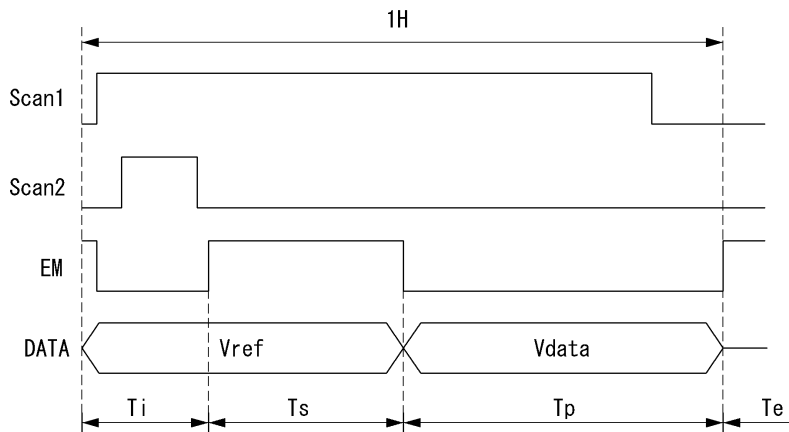 1H
Scan1
Scan2
EM
DATA
Vref
Vdata
Ti
Ts
Tp
Te